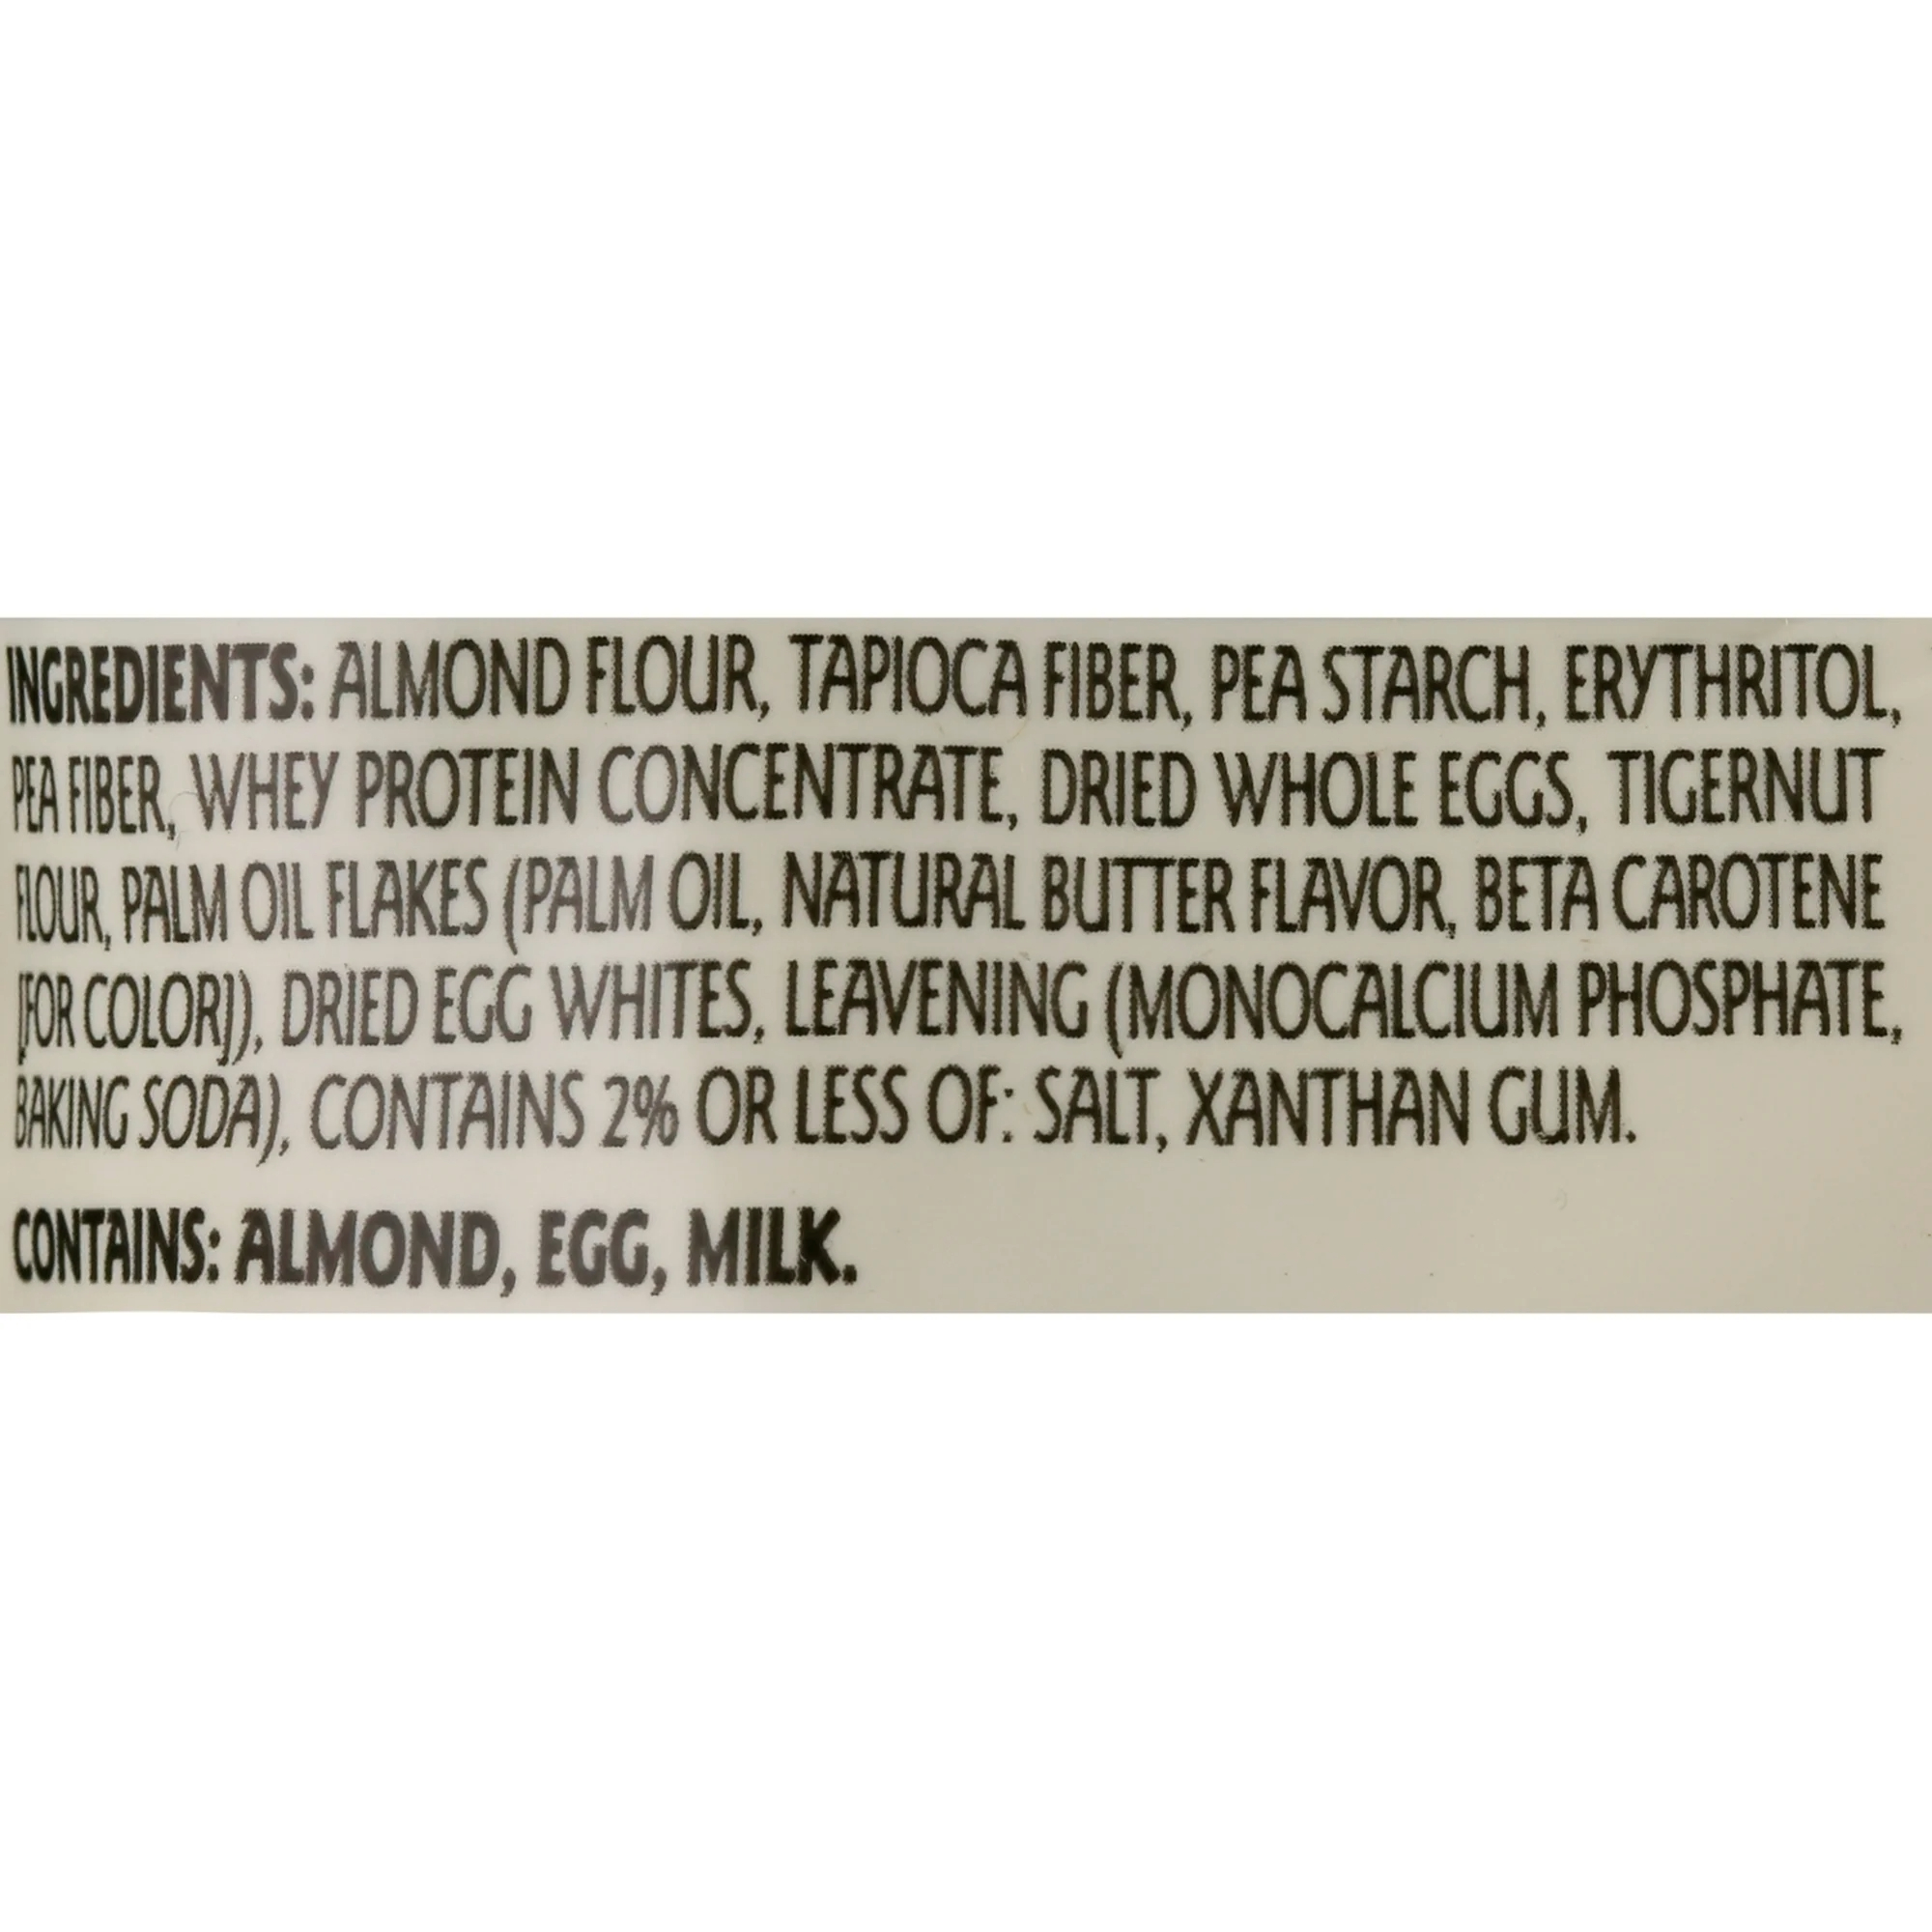 INGREDIENTS: ALMOND FLOUR, TAPIOCA FIBER, PEA STARCH, ERYTHRITOL,
PEA FIBER, WHEY PROTEIN CONCENTRATE, DRIED WHOLE EGGS, TIGERNUT
FLOUR, PALM OIL FLAKES (PALM OIL, NATURAL BUTTER FLAVOR, BETA CAROTENE
[FOR COLOR]), DRIED EGG WHITES, LEAVENING (MONOCALCIUM PHOSPHATE,
BAKING SODA), CONTAINS 2% OR LESS OF: SALT, XANTHAN GUM.
CONTAINS: ALMOND, EGG, MILK.